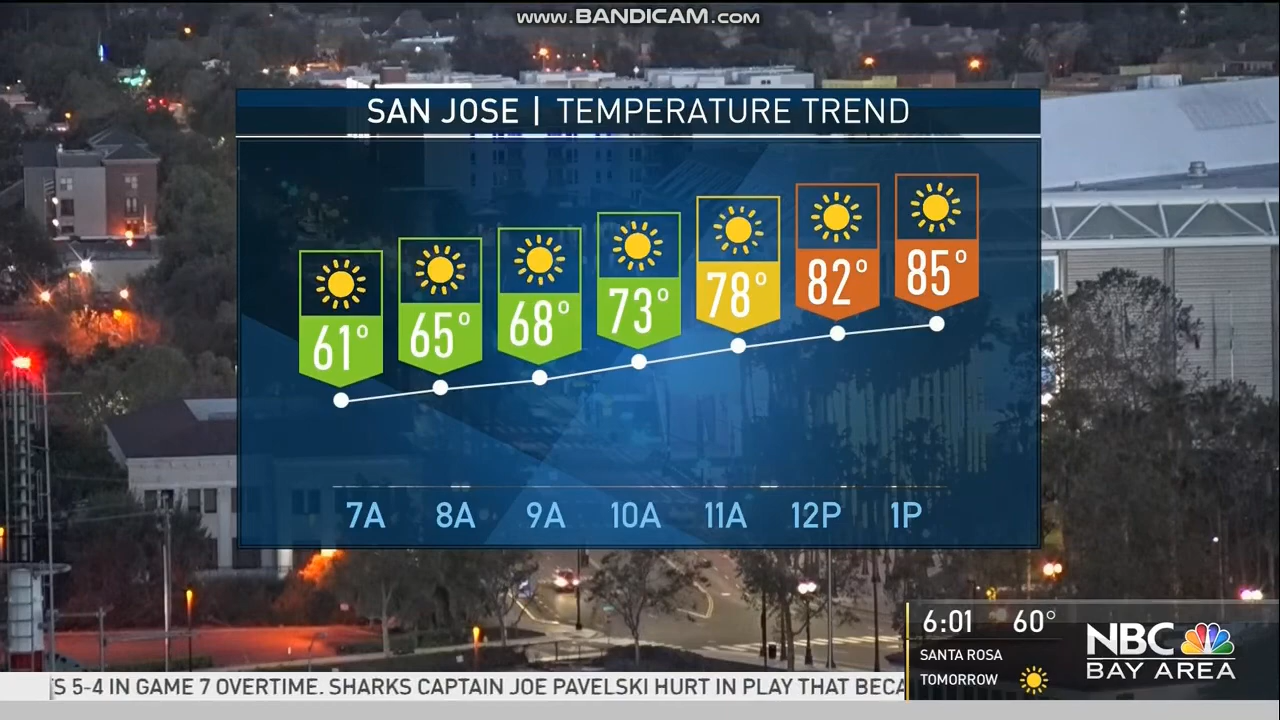 www.BANDICAM.com
SAN JOSE | TEMPERATURE TREND
61° 65° 68° 73° 78° 82° 85°
7A 8A 9A 10A 11A 12P 1P
6:01 60°
SANTA ROSA
TOMORROW
NBC
BAY AREA
'S 5-4 IN GAME 7 OVERTIME. SHARKS CAPTAIN JOE PAVELSKI HURT IN PLAY THAT BECA